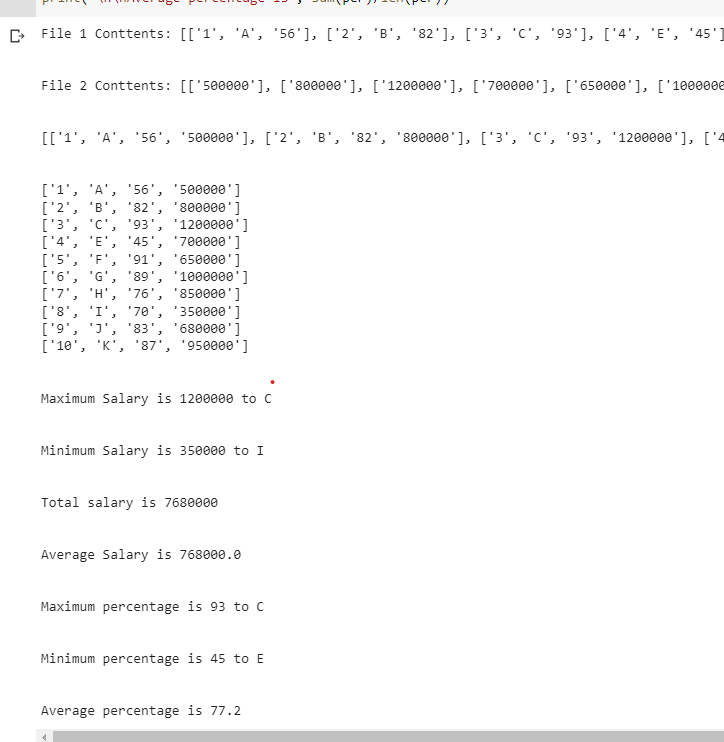 print("\n\nAverage percentage is", sum(per)/len(per))
File 1 Conttents: [['1', 'A', '56'], ['2', 'B', '82'], ['3', 'C', '93'], ['4', 'E', '45']
File 2 Conttents: [['500000'], ['800000'], ['1200000'], ['700000'], ['650000'], ['1000000
[['1', 'A', '56', '500000'], ['2', 'B', '82', '800000'], ['3', 'C', '93', '1200000'], ['4
['1', 'A', '56', '500000']
['2', 'B', '82', '800000']
['3', 'C', '93', '1200000']
['4', 'E', '45', '700000']
['5', 'F', '91', '650000']
['6', 'G', '89', '1000000']
['7', 'H', '76', '850000']
['8', 'I', '70', '350000']
['9', 'J', '83', '680000']
['10', 'K', '87', '950000']
Maximum Salary is 1200000 to C
Minimum Salary is 350000 to I
Total salary is 7680000
Average Salary is 768000.0
Maximum percentage is 93 to C
Minimum percentage is 45 to E
Average percentage is 77.2